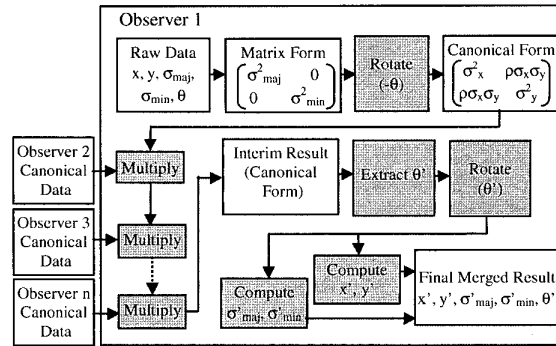 Observer 1
Raw Data
x, y, σmaj,
σmin, θ
Matrix Form
σ²maj 0
0 σ²min
Rotate
(-θ)
Canonical Form
σ²x ρσxσy
ρσxσy σ²y
Observer 2
Canonical
Data
Multiply
Interim Result
(Canonical
Form)
Extract θ'
Rotate
(θ')
Observer 3
Canonical
Data
Multiply
Observer n
Canonical
Data
Multiply
Compute
σ'maj, σ'min
Compute
x', y'
Final Merged Result
x', y', σ'maj, σ'min, θ'